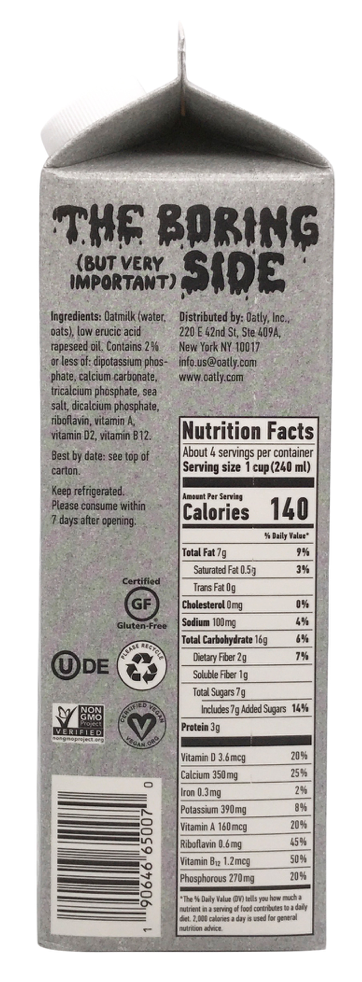 THE BORING
(BUT VERY
IMPORTANT) SIDE
Ingredients: Oatmilk (water,
oats), low erucic acid
rapeseed oil. Contains 2%
or less of: dipotassium phos-
phate, calcium carbonate,
tricalcium phosphate, sea
salt, dicalcium phosphate,
riboflavin, vitamin A,
vitamin D2, vitamin B12.
Best by date: see top of
carton.
Keep refrigerated.
Please consume within
7 days after opening.
Distributed by: Oatly, Inc.,
220 E 42nd St, Ste 409A,
New York NY 10017
info.us@oatly.com
www.oatly.com
Certified
GF
Gluten-Free
U DE
PLEASE RECYCLE
NON
GMO
Project
VERIFIED
nongmoproject.org
CERTIFIED VEGAN
VEGAN.ORG
1 90646 65007 0
Nutrition Facts
About 4 servings per container
Serving size 1 cup (240 ml)
Amount Per Serving
Calories 140
% Daily Value*
Total Fat 7g 9%
Saturated Fat 0.5g 3%
Trans Fat 0g
Cholesterol 0mg 0%
Sodium 100mg 4%
Total Carbohydrate 16g 6%
Dietary Fiber 2g 7%
Soluble Fiber 1g
Total Sugars 7g
Includes 7g Added Sugars 14%
Protein 3g
Vitamin D 3.6mcg 20%
Calcium 350mg 25%
Iron 0.3mg 2%
Potassium 390mg 8%
Vitamin A 160mcg 20%
Riboflavin 0.6mg 45%
Vitamin B12 1.2mcg 50%
Phosphorous 270mg 20%
*The % Daily Value (DV) tells you how much a
nutrient in a serving of food contributes to a daily
diet. 2,000 calories a day is used for general
nutrition advice.